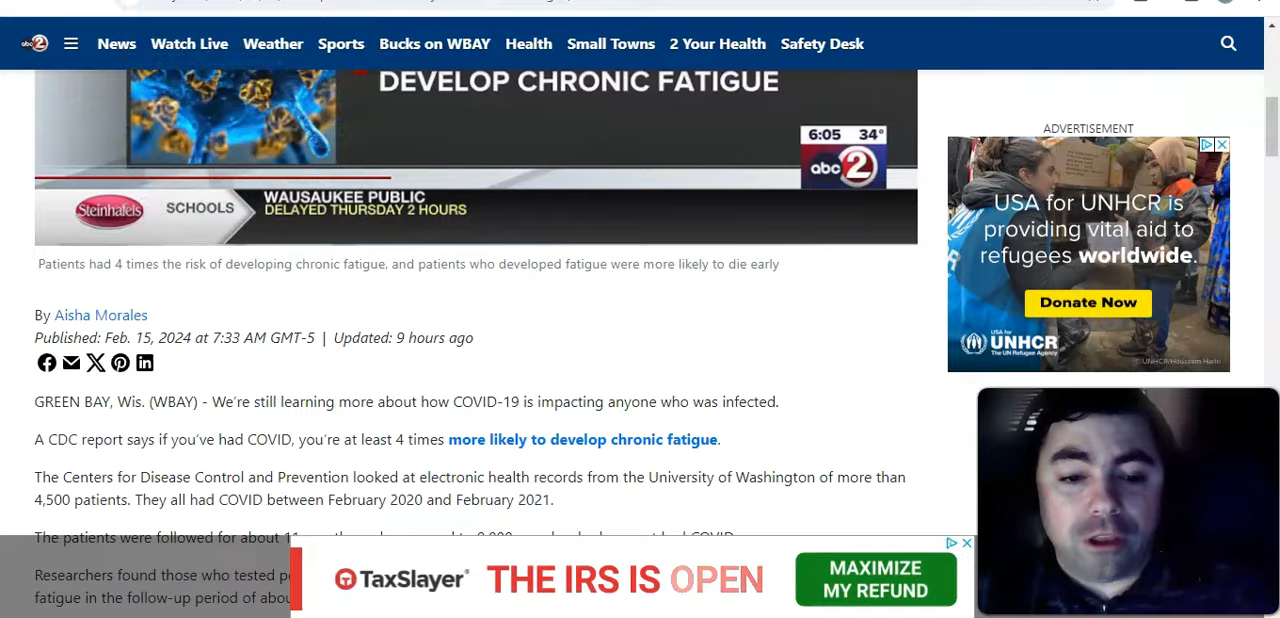 abc 2
News
Watch Live
Weather
Sports
Bucks on WBAY
Health
Small Towns
2 Your Health
Safety Desk
DEVELOP CHRONIC FATIGUE
6:05 34°
abc 2
Steinhafels
SCHOOLS
WAUSAUKEE PUBLIC
DELAYED THURSDAY 2 HOURS
Patients had 4 times the risk of developing chronic fatigue, and patients who developed fatigue were more likely to die early
By Aisha Morales
Published: Feb. 15, 2024 at 7:33 AM GMT-5 | Updated: 9 hours ago
GREEN BAY, Wis. (WBAY) - We’re still learning more about how COVID-19 is impacting anyone who was infected.
A CDC report says if you’ve had COVID, you’re at least 4 times more likely to develop chronic fatigue.
The Centers for Disease Control and Prevention looked at electronic health records from the University of Washington of more than
4,500 patients. They all had COVID between February 2020 and February 2021.
The patients were followed for about
Researchers found those who tested
fatigue in the follow-up period of
ADVERTISEMENT
USA for UNHCR is
providing vital aid to
refugees worldwide.
Donate Now
USA for
UNHCR
The UN Refugee Agency
© UNHCR/Houssam Hariri
TaxSlayer
THE IRS IS OPEN
MAXIMIZE
MY REFUND